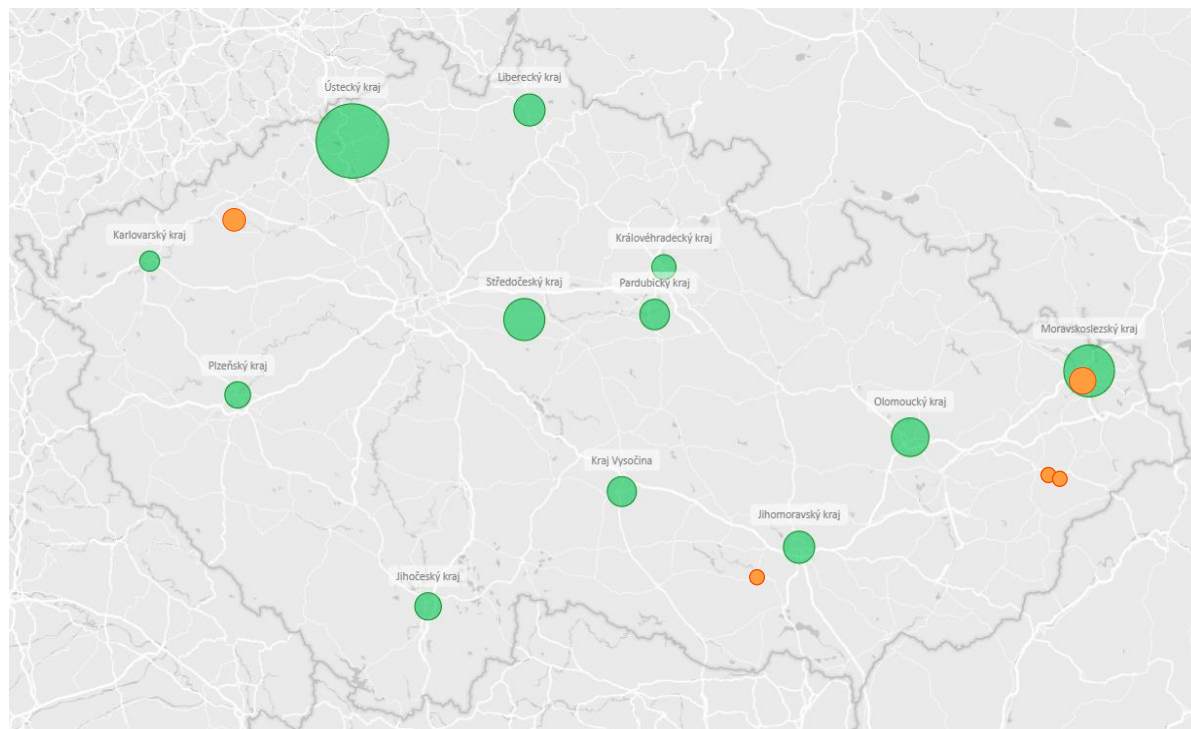 Liberecký kraj
Ústecký kraj
Karlovarský kraj
Královéhradecký kraj
Středočeský kraj
Pardubický kraj
Moravskoslezský kraj
Plzeňský kraj
Olomoucký kraj
Kraj Vysočina
Jihomoravský kraj
Jihočeský kraj